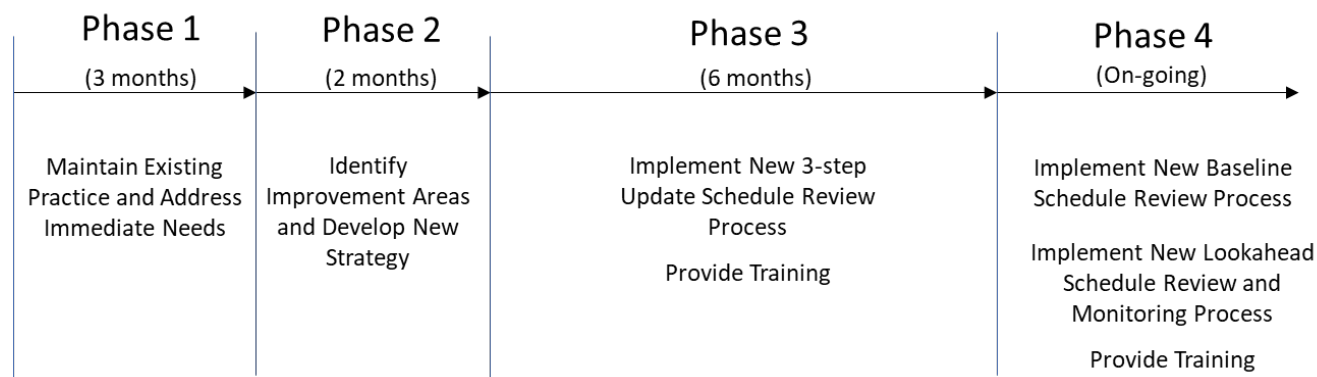 Phase 1
(3 months)
Maintain Existing
Practice and Address
Immediate Needs
Phase 2
(2 months)
Identify
Improvement Areas
and Develop New
Strategy
Phase 3
(6 months)
Implement New 3-step
Update Schedule Review
Process
Provide Training
Phase 4
(On-going)
Implement New Baseline
Schedule Review Process
Implement New Lookahead
Schedule Review and
Monitoring Process
Provide Training